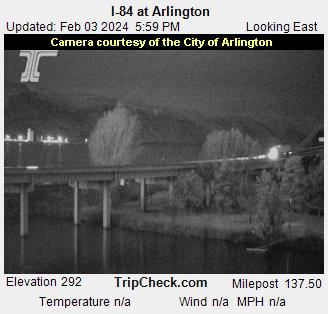 I-84 at Arlington
Updated: Feb 03 2024 5:59 PM Looking East
Camera courtesy of the City of Arlington
Elevation 292 TripCheck.com Milepost 137.50
Temperature n/a Wind n/a MPH n/a